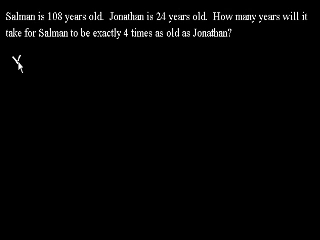 Salman is 108 years old. Jonathan is 24 years old. How many years will it
take for Salman to be exactly 4 times as old as Jonathan?